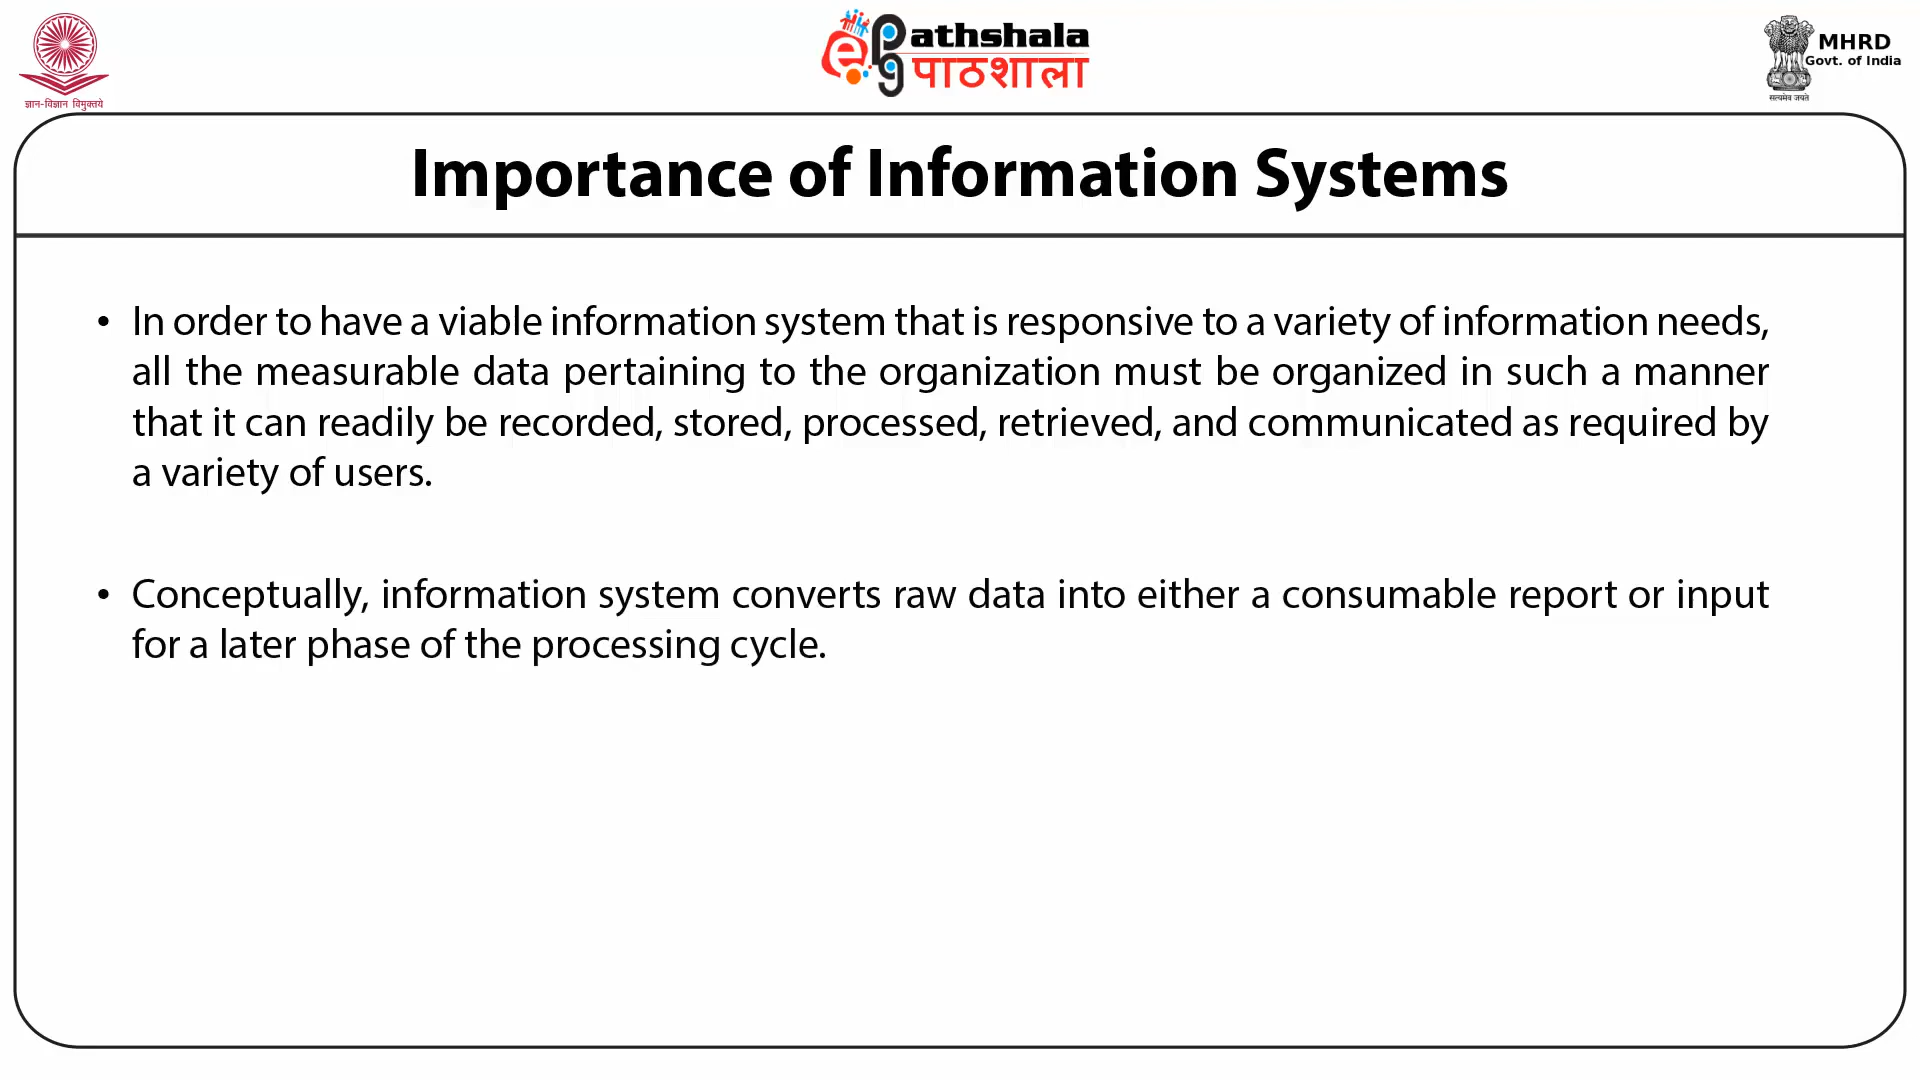 ज्ञान-विज्ञान विमुक्तये
ePG athshala
पाठशाला
MHRD
Govt. of India
सत्यमेव जयते
Importance of Information Systems
• In order to have a viable information system that is responsive to a variety of information needs,
all the measurable data pertaining to the organization must be organized in such a manner
that it can readily be recorded, stored, processed, retrieved, and communicated as required by
a variety of users.
• Conceptually, information system converts raw data into either a consumable report or input
for a later phase of the processing cycle.